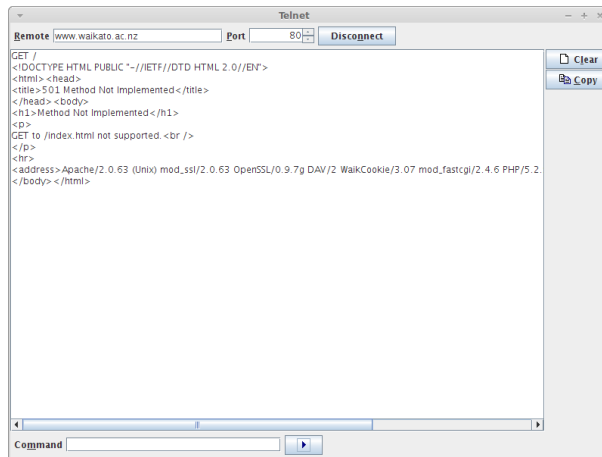 Telnet
Remote www.waikato.ac.nz Port 80 Disconnect
GET /
<!DOCTYPE HTML PUBLIC "-//IETF//DTD HTML 2.0//EN">
<html><head>
<title>501 Method Not Implemented</title>
</head><body>
<h1>Method Not Implemented</h1>
<p>
GET to /index.html not supported.<br />
</p>
<hr>
<address>Apache/2.0.63 (Unix) mod_ssl/2.0.63 OpenSSL/0.9.7g DAV/2 WaikCookie/3.07 mod_fastcgi/2.4.6 PHP/5.2.
</body></html>
Clear
Copy
Command